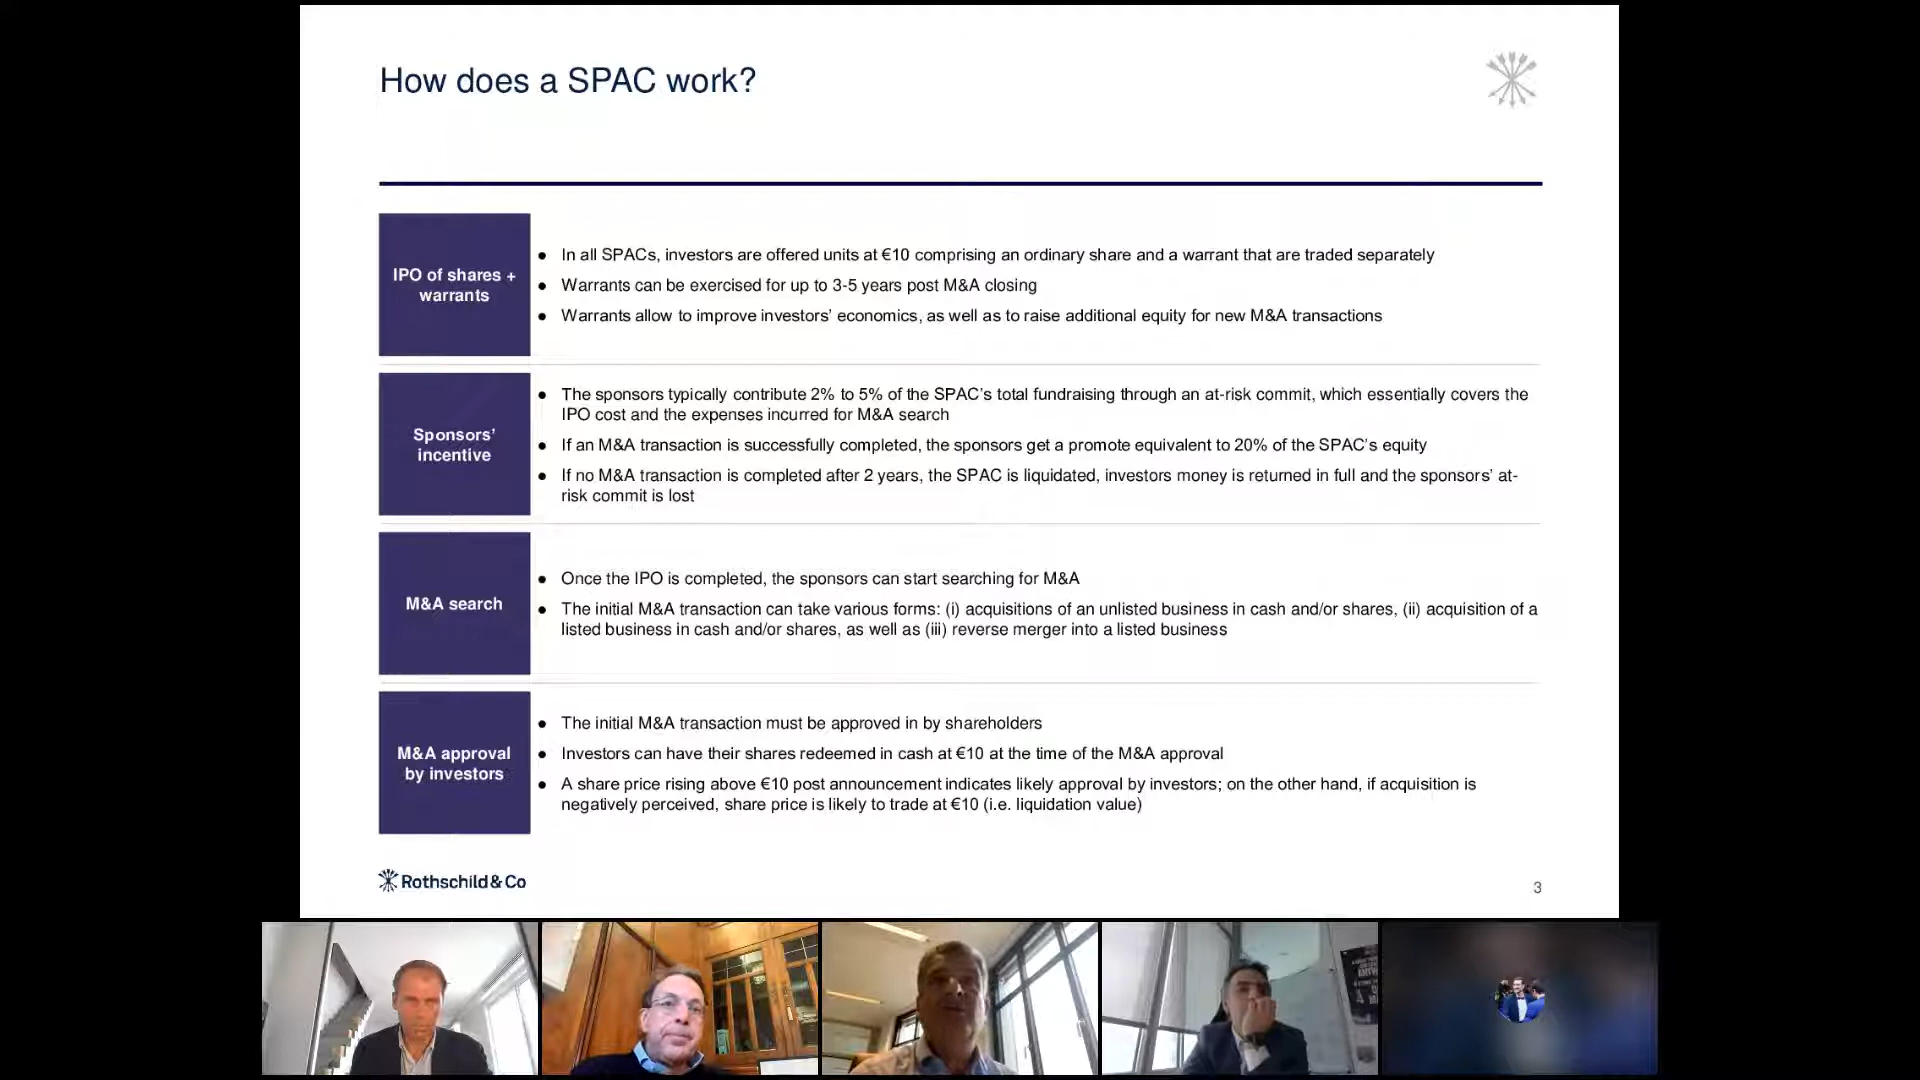 How does a SPAC work?
IPO of shares +
warrants
● In all SPACs, investors are offered units at €10 comprising an ordinary share and a warrant that are traded separately
● Warrants can be exercised for up to 3-5 years post M&A closing
● Warrants allow to improve investors’ economics, as well as to raise additional equity for new M&A transactions
Sponsors’
incentive
● The sponsors typically contribute 2% to 5% of the SPAC’s total fundraising through an at-risk commit, which essentially covers the
IPO cost and the expenses incurred for M&A search
● If an M&A transaction is successfully completed, the sponsors get a promote equivalent to 20% of the SPAC’s equity
● If no M&A transaction is completed after 2 years, the SPAC is liquidated, investors money is returned in full and the sponsors’ at-
risk commit is lost
M&A search
● Once the IPO is completed, the sponsors can start searching for M&A
● The initial M&A transaction can take various forms: (i) acquisitions of an unlisted business in cash and/or shares, (ii) acquisition of a
listed business in cash and/or shares, as well as (iii) reverse merger into a listed business
M&A approval
by investors
● The initial M&A transaction must be approved in by shareholders
● Investors can have their shares redeemed in cash at €10 at the time of the M&A approval
● A share price rising above €10 post announcement indicates likely approval by investors; on the other hand, if acquisition is
negatively perceived, share price is likely to trade at €10 (i.e. liquidation value)
Rothschild & Co
3